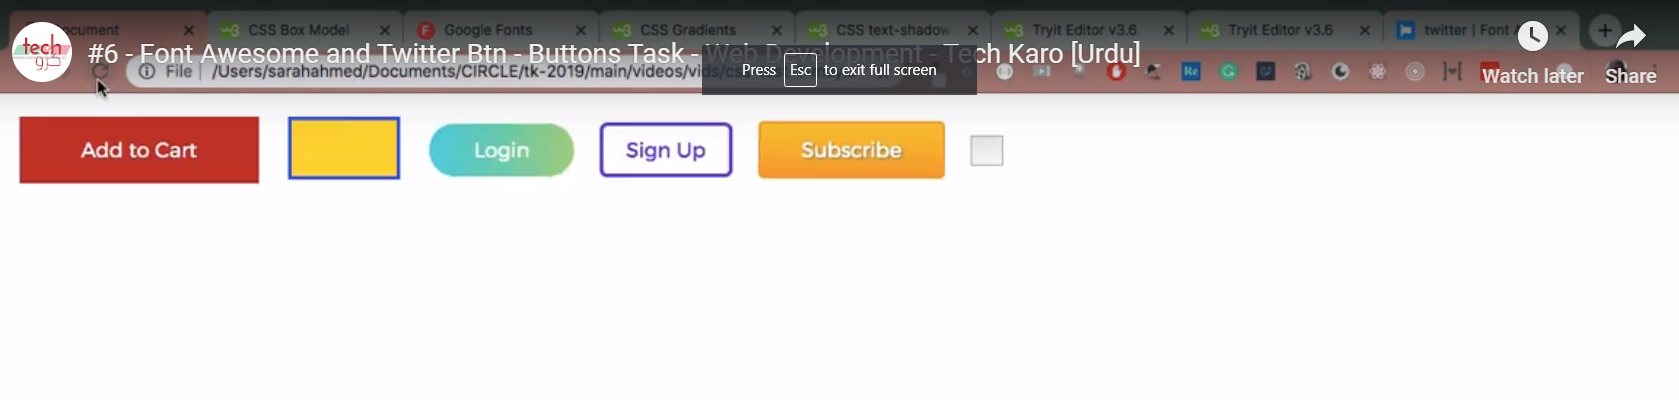 Document CSS Box Model Google Fonts CSS Gradients CSS text-shadow Tryit Editor v3.6 Tryit Editor v3.6 twitter | Font
tech
کرو
#6 - Font Awesome and Twitter Btn - Buttons Task - Web Development - Tech Karo [Urdu]
File /Users/sarahahmed/Documents/CIRCLE/tk-2019/main/videos/vids/cs
Press Esc to exit full screen
Re
Watch later Share
Add to Cart Login Sign Up Subscribe